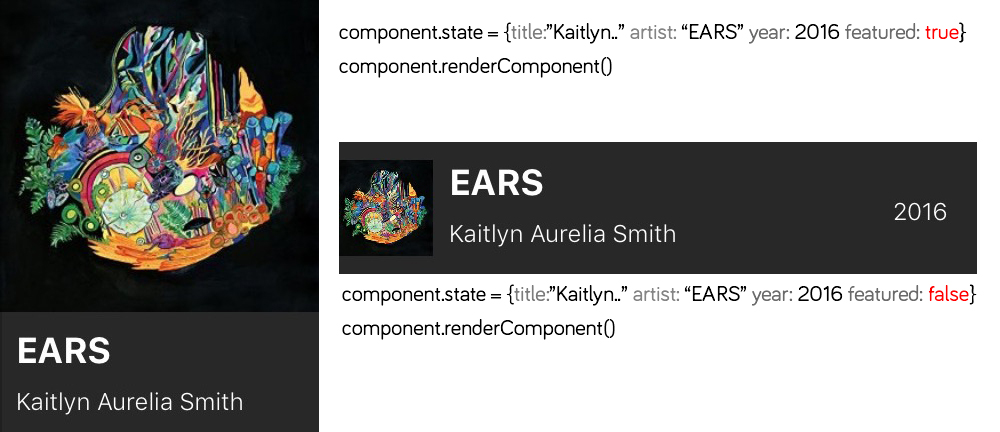 component.state = {title:”Kaitlyn..” artist: “EARS” year: 2016 featured: true}
component.renderComponent()
EARS
Kaitlyn Aurelia Smith
2016
component.state = {title:”Kaitlyn..” artist: “EARS” year: 2016 featured: false}
component.renderComponent()
EARS
Kaitlyn Aurelia Smith